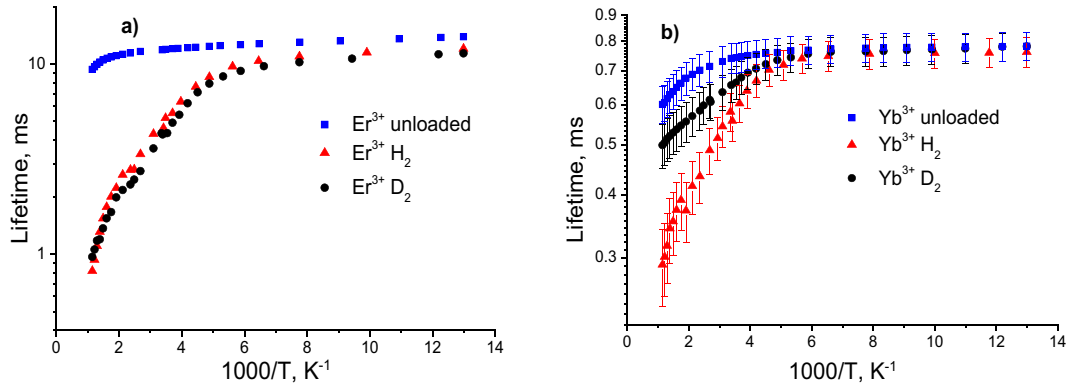 a)
10
1
Lifetime, ms
Er³⁺ unloaded
Er³⁺ H₂
Er³⁺ D₂
0 2 4 6 8 10 12 14
1000/T, K⁻¹
b)
0.9
0.8
0.7
0.6
0.5
0.4
0.3
Lifetime, ms
Yb³⁺ unloaded
Yb³⁺ H₂
Yb³⁺ D₂
0 2 4 6 8 10 12 14
1000/T, K⁻¹